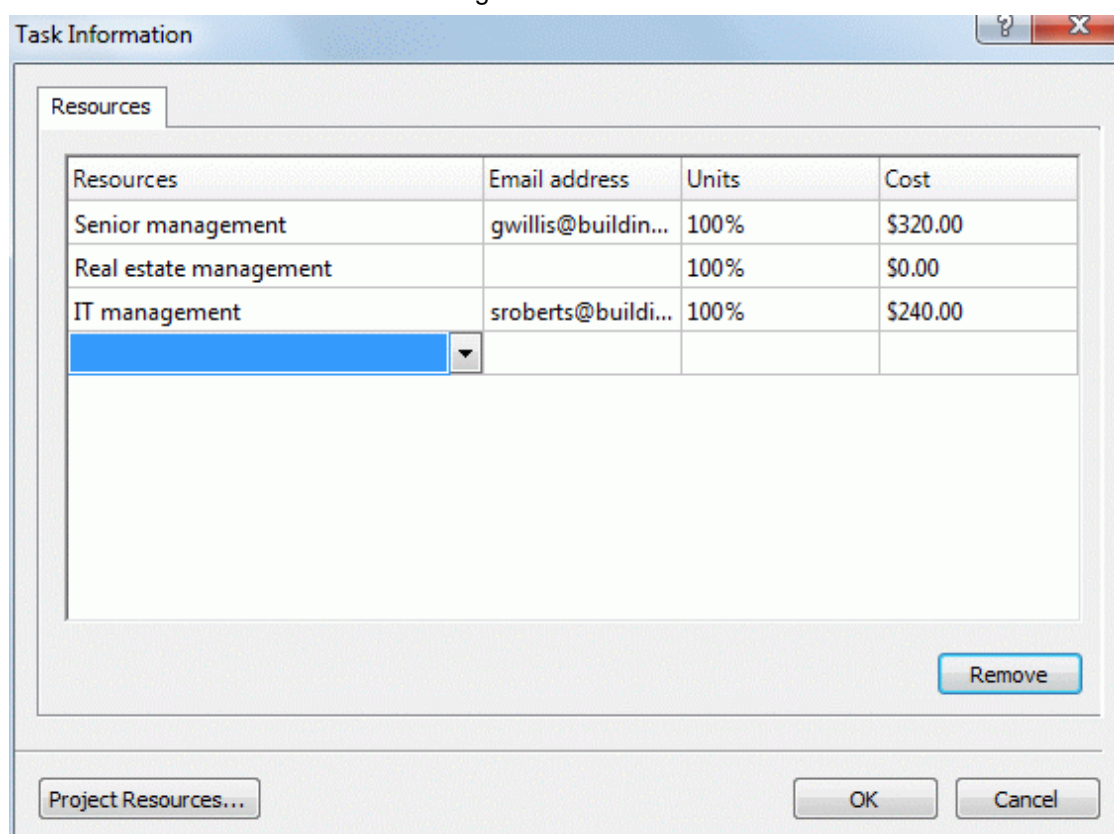 Task Information
Resources
Resources Email address Units Cost
Senior management gwillis@buildin... 100% $320.00
Real estate management 100% $0.00
IT management sroberts@buildi... 100% $240.00
Remove
Project Resources... OK Cancel